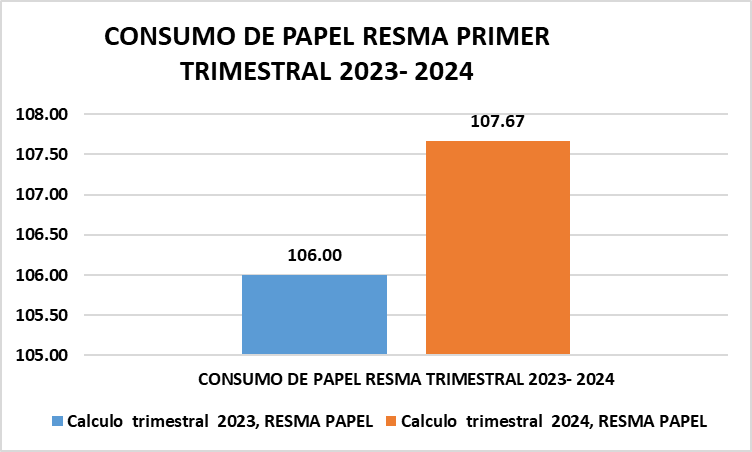 CONSUMO DE PAPEL RESMA PRIMER
TRIMESTRAL 2023- 2024
108.00
107.50
107.00
106.50
106.00
105.50
105.00
107.67
106.00
CONSUMO DE PAPEL RESMA TRIMESTRAL 2023- 2024
Calculo trimestral 2023, RESMA PAPEL
Calculo trimestral 2024, RESMA PAPEL